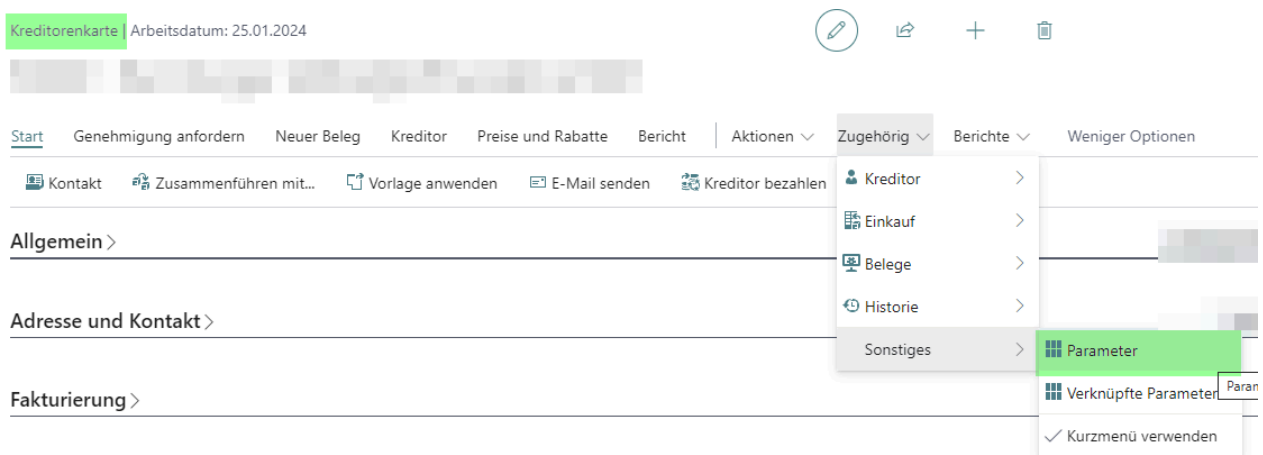 Kreditorenkarte | Arbeitsdatum: 25.01.2024
Start Genehmigung anfordern Neuer Beleg Kreditor Preise und Rabatte Bericht Aktionen Zugehörig Berichte Weniger Optionen
Kontakt Zusammenführen mit... Vorlage anwenden E-Mail senden Kreditor bezahlen
Kreditor
Einkauf
Belege
Historie
Sonstiges
Parameter
Verknüpfte Parameter
Kurzmenü verwenden
Allgemein
Adresse und Kontakt
Fakturierung